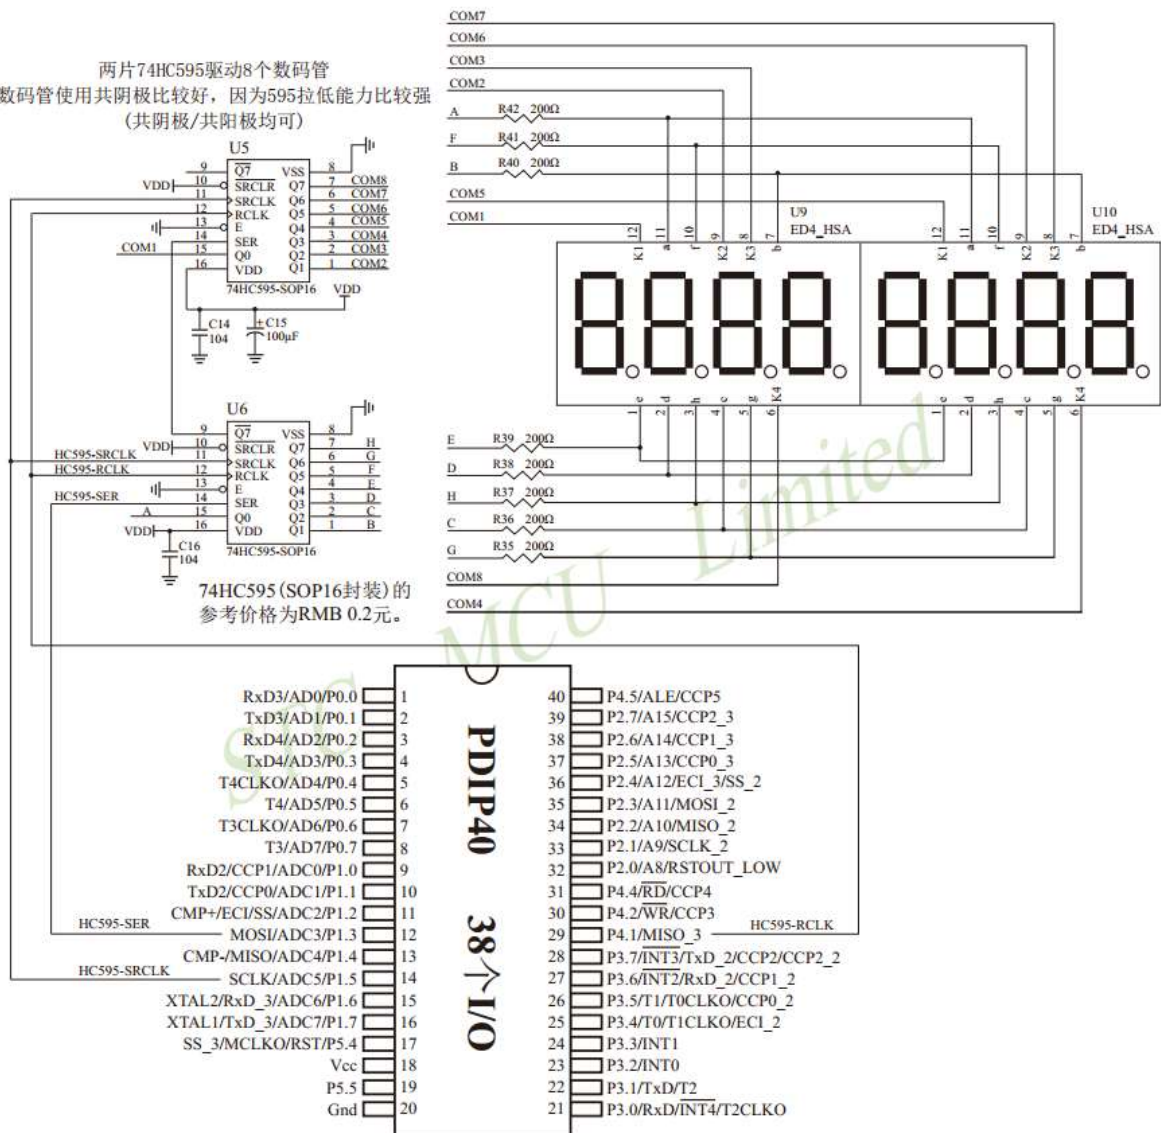 两片74HC595驱动8个数码管
数码管使用共阴极比较好，因为595拉低能力比较强
(共阴极/共阳极均可)
COM7
COM6
COM3
COM2
A R42 200Ω
F R41 200Ω
B R40 200Ω
COM5
COM1
U5
9 Q7 VSS 8
VDD 10 SRCLR Q7 7 COM8
11 SRCLK Q6 6 COM7
12 RCLK Q5 5 COM6
13 E Q4 4 COM5
14 SER Q3 3 COM4
COM1 15 Q0 Q2 2 COM3
16 VDD Q1 1 COM2
74HC595-SOP16
VDD
C14
104
+ C15
100μF
U9
ED4_HSA
U10
ED4_HSA
12 11 10 9 8 7
K1 a f K2 K3 b
12 11 10 9 8 7
K1 a f K2 K3 b
e d h c g K4
1 2 3 4 5 6
e d h c g K4
1 2 3 4 5 6
U6
9 Q7 VSS 8
VDD 10 SRCLR Q7 7 H
HC595-SRCLK 11 SRCLK Q6 6 G
HC595-RCLK 12 RCLK Q5 5 F
13 E Q4 4 E
HC595-SER 14 SER Q3 3 D
A 15 Q0 Q2 2 C
VDD 16 VDD Q1 1 B
74HC595-SOP16
C16
104
E R39 200Ω
D R38 200Ω
H R37 200Ω
C R36 200Ω
G R35 200Ω
COM8
COM4
74HC595(SOP16封装)的
参考价格为RMB 0.2元。
STC MCU Limited
PDIP40 38个I/O
RxD3/AD0/P0.0 1 40 P4.5/ALE/CCP5
TxD3/AD1/P0.1 2 39 P2.7/A15/CCP2_3
RxD4/AD2/P0.2 3 38 P2.6/A14/CCP1_3
TxD4/AD3/P0.3 4 37 P2.5/A13/CCP0_3
T4CLKO/AD4/P0.4 5 36 P2.4/A12/ECI_3/SS_2
T4/AD5/P0.5 6 35 P2.3/A11/MOSI_2
T3CLKO/AD6/P0.6 7 34 P2.2/A10/MISO_2
T3/AD7/P0.7 8 33 P2.1/A9/SCLK_2
RxD2/CCP1/ADC0/P1.0 9 32 P2.0/A8/RSTOUT_LOW
TxD2/CCP0/ADC1/P1.1 10 31 P4.4/RD/CCP4
CMP+/ECI/SS/ADC2/P1.2 11 30 P4.2/WR/CCP3
HC595-SER MOSI/ADC3/P1.3 12 29 P4.1/MISO_3 HC595-RCLK
CMP-/MISO/ADC4/P1.4 13 28 P3.7/INT3/TxD_2/CCP2/CCP2_2
HC595-SRCLK SCLK/ADC5/P1.5 14 27 P3.6/INT2/RxD_2/CCP1_2
XTAL2/RxD_3/ADC6/P1.6 15 26 P3.5/T1/T0CLKO/CCP0_2
XTAL1/TxD_3/ADC7/P1.7 16 25 P3.4/T0/T1CLKO/ECI_2
SS_3/MCLKO/RST/P5.4 17 24 P3.3/INT1
Vcc 18 23 P3.2/INT0
P5.5 19 22 P3.1/TxD/T2
Gnd 20 21 P3.0/RxD/INT4/T2CLKO